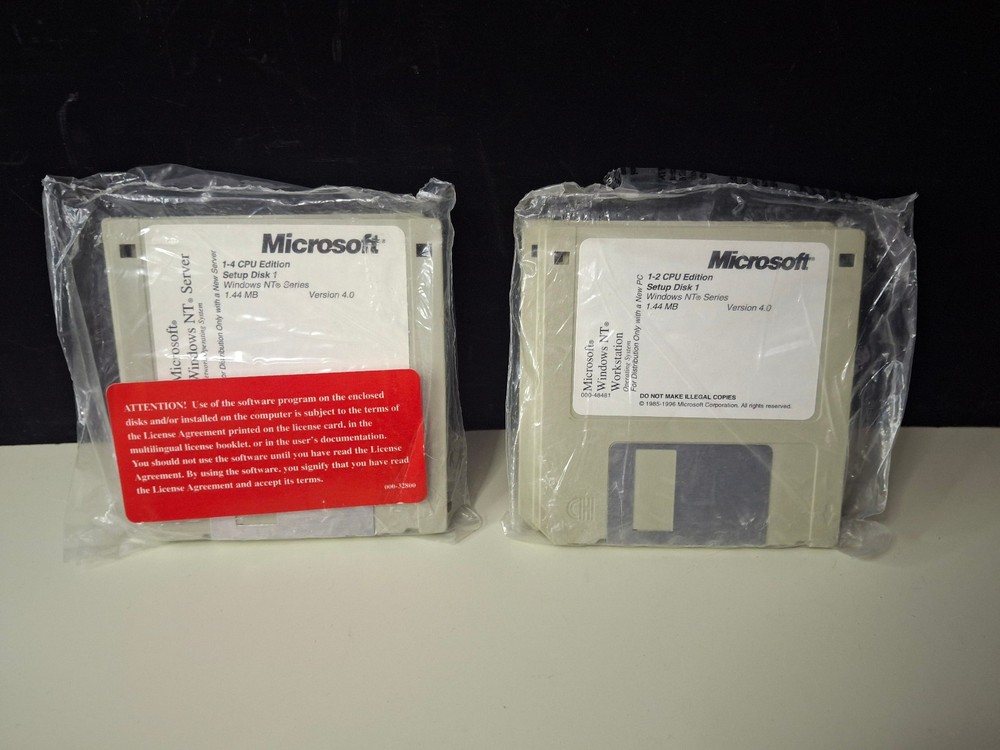 Microsoft®
1-4 CPU Edition
Setup Disk 1
Windows NT® Series
1.44 MB Version 4.0
Microsoft®
Windows NT® Server
Operating System
For Distribution Only with a New Server
ATTENTION! Use of the software program on the enclosed
disks and/or installed on the computer is subject to the terms of
the License Agreement printed on the license card, in the
multilingual license booklet, or in the user's documentation.
You should not use the software until you have read the License
Agreement. By using the software, you signify that you have read
the License Agreement and accept its terms.
000-32800
Microsoft®
1-2 CPU Edition
Setup Disk 1
Windows NT® Series
1.44 MB Version 4.0
Microsoft®
Windows NT®
Workstation
Operating System
For Distribution Only with a New PC
000-48481
DO NOT MAKE ILLEGAL COPIES
© 1985-1996 Microsoft Corporation. All rights reserved.